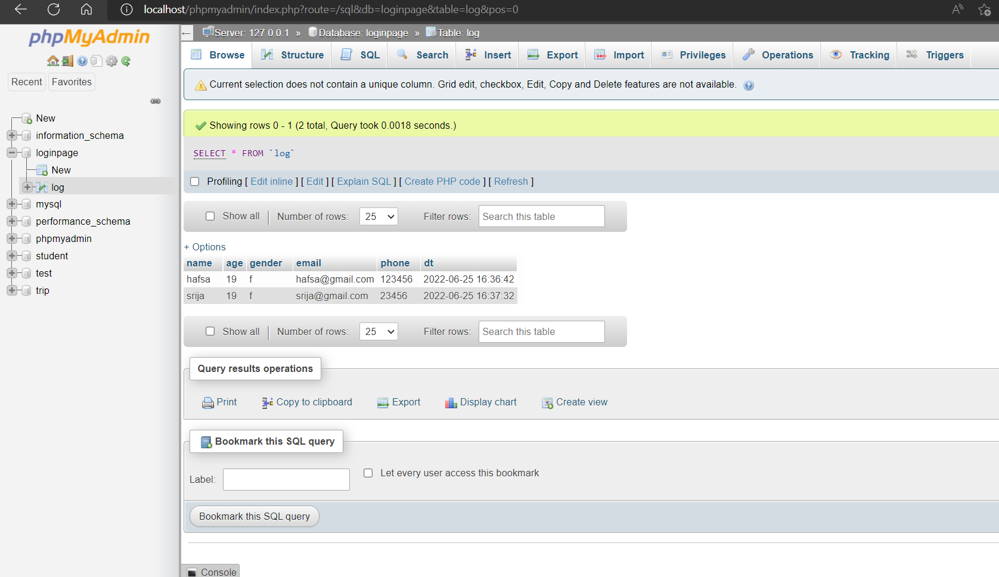 localhost/phpmyadmin/index.php?route=/sql&db=loginpage&table=log&pos=0
phpMyAdmin
Recent Favorites
New
information_schema
loginpage
New
log
mysql
performance_schema
phpmyadmin
student
test
trip
Server: 127.0.0.1 » Database: loginpage » Table: log
Browse Structure SQL Search Insert Export Import Privileges Operations Tracking Triggers
Current selection does not contain a unique column. Grid edit, checkbox, Edit, Copy and Delete features are not available.
Showing rows 0 - 1 (2 total, Query took 0.0018 seconds.)
SELECT * FROM `log`
Profiling [ Edit inline ] [ Edit ] [ Explain SQL ] [ Create PHP code ] [ Refresh ]
Show all | Number of rows: 25 Filter rows: Search this table
+ Options
name age gender email phone dt
hafsa 19 f hafsa@gmail.com 123456 2022-06-25 16:36:42
srija 19 f srija@gmail.com 23456 2022-06-25 16:37:32
Show all | Number of rows: 25 Filter rows: Search this table
Query results operations
Print Copy to clipboard Export Display chart Create view
Bookmark this SQL query
Label: Let every user access this bookmark
Bookmark this SQL query
Console